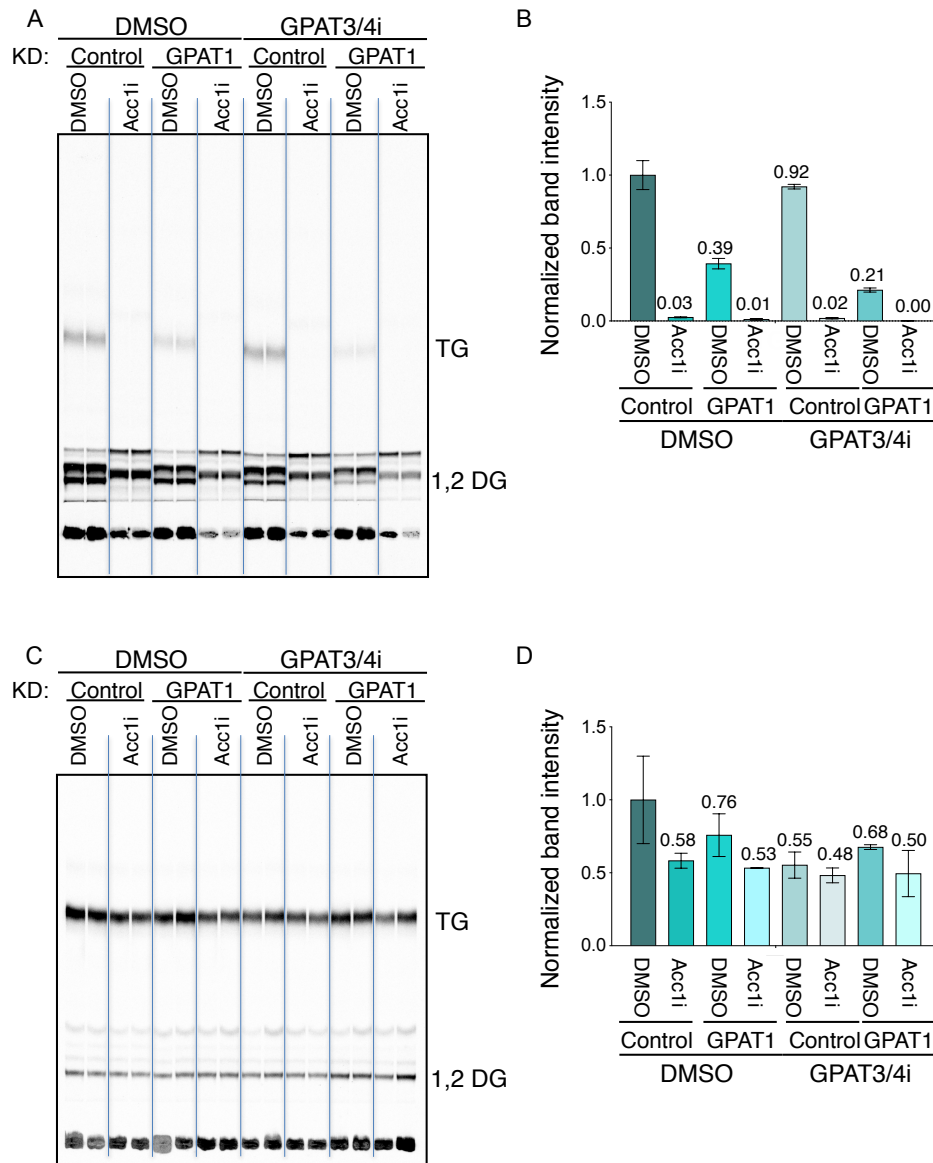 A
DMSO GPAT3/4i
KD: Control GPAT1 Control GPAT1
DMSO Acc1i DMSO Acc1i DMSO Acc1i DMSO Acc1i
TG
1,2 DG
B
Normalized band intensity
1.5
1.0
0.5
0.0
0.03 0.39 0.01 0.92 0.02 0.21 0.00
DMSO Acc1i DMSO Acc1i DMSO Acc1i DMSO Acc1i
Control GPAT1 Control GPAT1
DMSO GPAT3/4i
C
DMSO GPAT3/4i
KD: Control GPAT1 Control GPAT1
DMSO Acc1i DMSO Acc1i DMSO Acc1i DMSO Acc1i
TG
1,2 DG
D
Normalized band intensity
1.5
1.0
0.5
0.0
0.58 0.76 0.53 0.55 0.48 0.68 0.50
DMSO Acc1i DMSO Acc1i DMSO Acc1i DMSO Acc1i
Control GPAT1 Control GPAT1
DMSO GPAT3/4i